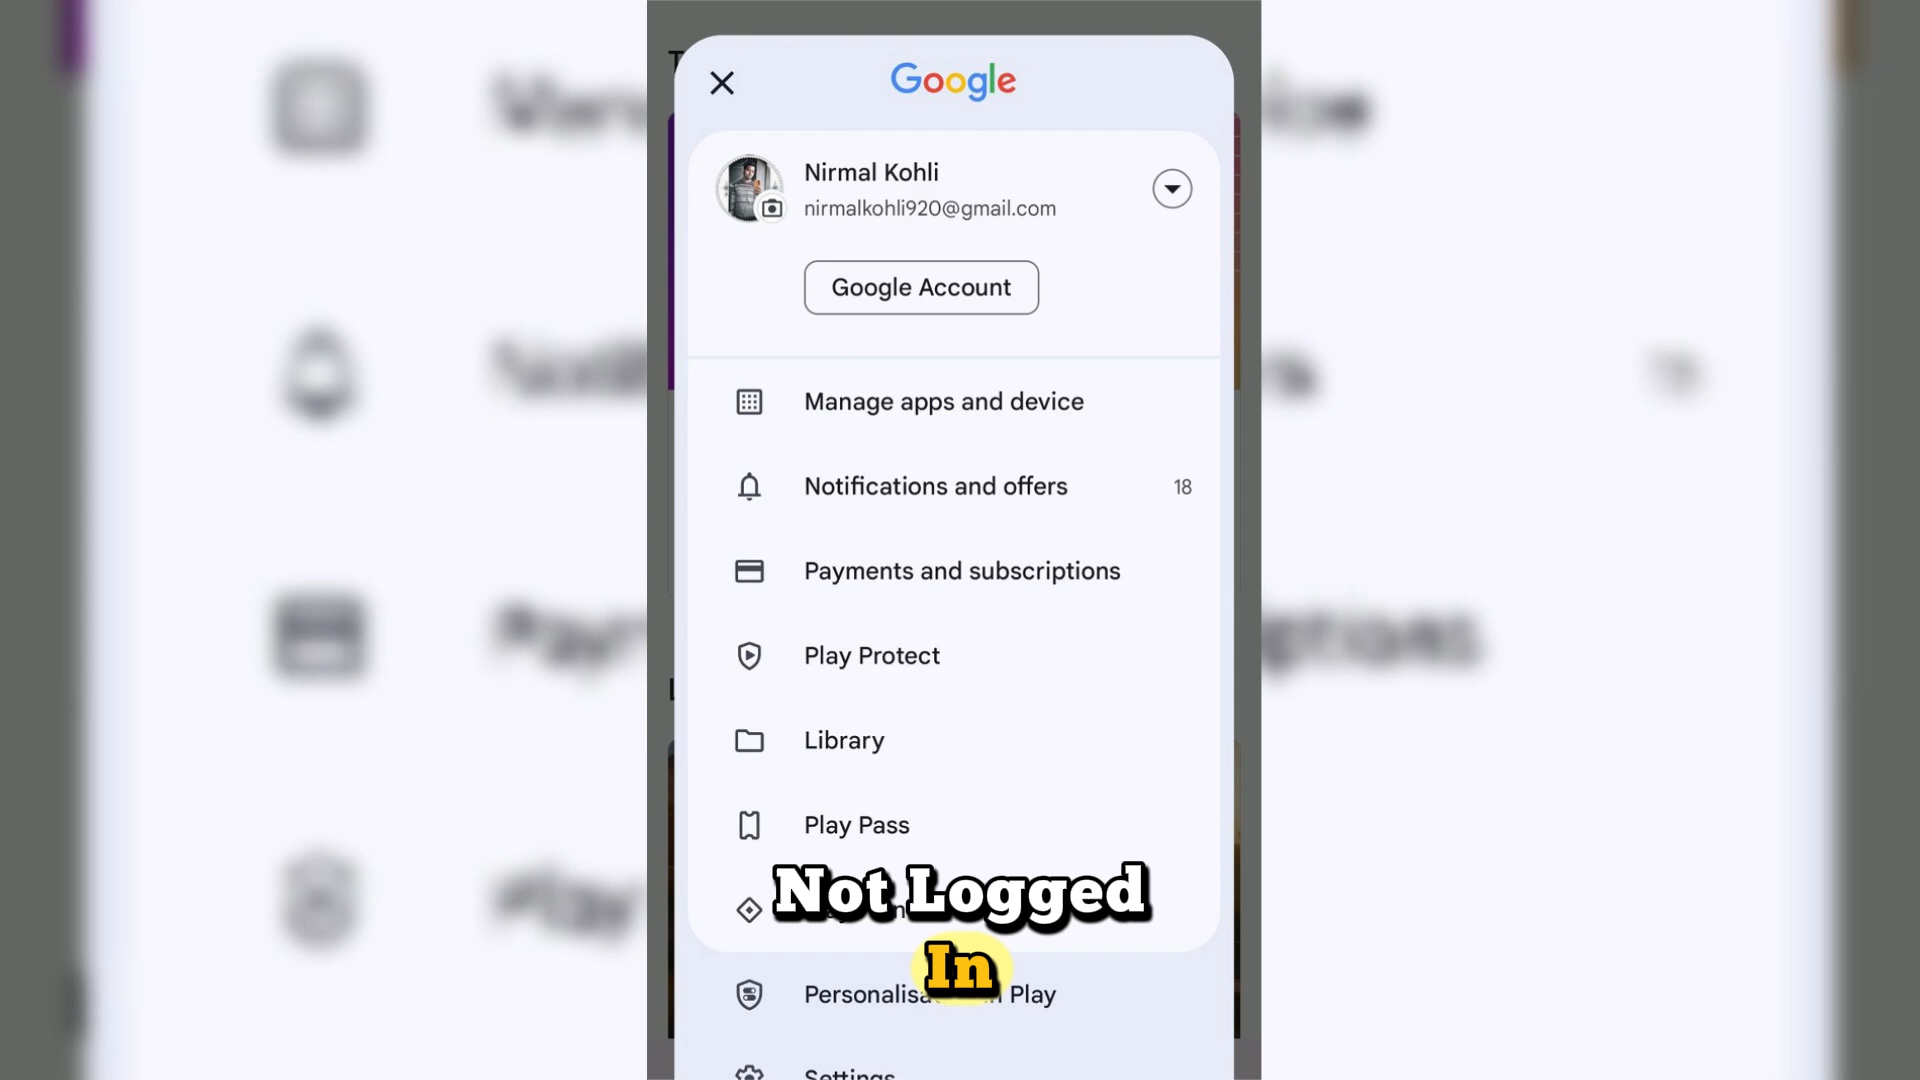 Google
Nirmal Kohli
nirmalkohli920@gmail.com
Google Account
Manage apps and device
Notifications and offers 18
Payments and subscriptions
Play Protect
Library
Play Pass
Not Logged
In
Play
Settings